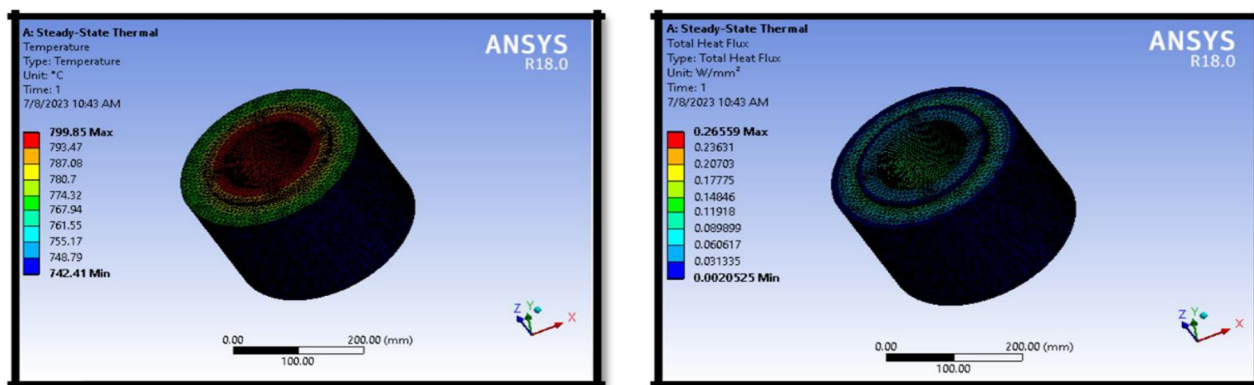 A: Steady-State Thermal
Temperature
Type: Temperature
Unit: °C
Time: 1
7/8/2023 10:43 AM
ANSYS
R18.0
799.85 Max
793.47
787.08
780.7
774.32
767.94
761.55
755.17
748.79
742.41 Min
0.00
200.00 (mm)
100.00
Z
Y
X
A: Steady-State Thermal
Total Heat Flux
Type: Total Heat Flux
Unit: W/mm²
Time: 1
7/8/2023 10:43 AM
ANSYS
R18.0
0.26559 Max
0.23631
0.20703
0.17775
0.14846
0.11918
0.089899
0.060617
0.031335
0.0020525 Min
0.00
200.00 (mm)
100.00
Z
Y
X